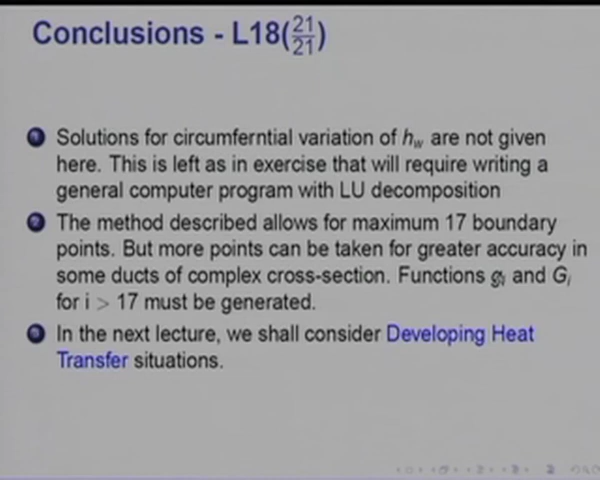 Conclusions - L18(21/21)
Solutions for circumferntial variation of h_w are not given
here. This is left as in exercise that will require writing a
general computer program with LU decomposition
The method described allows for maximum 17 boundary
points. But more points can be taken for greater accuracy in
some ducts of complex cross-section. Functions g_i and G_i
for i > 17 must be generated.
In the next lecture, we shall consider Developing Heat
Transfer situations.